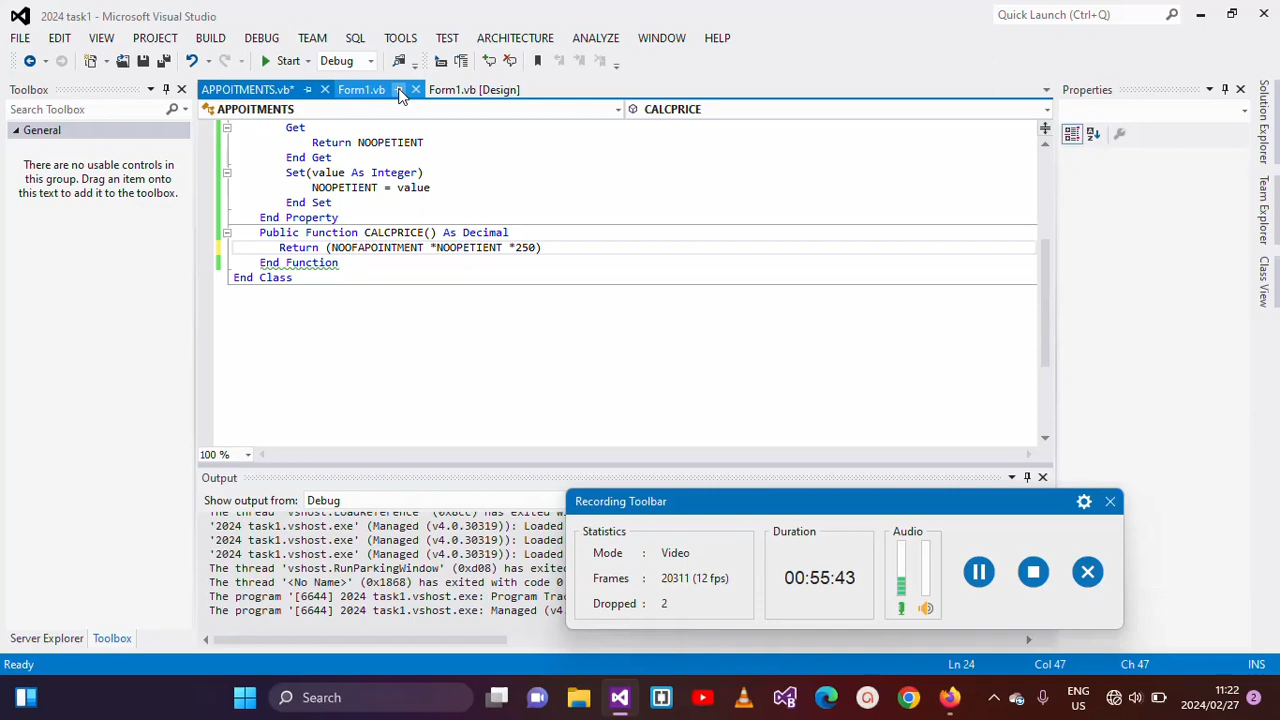 2024 task1 - Microsoft Visual Studio
Quick Launch (Ctrl+Q)
FILE EDIT VIEW PROJECT BUILD DEBUG TEAM SQL TOOLS TEST ARCHITECTURE ANALYZE WINDOW HELP
Start Debug
Toolbox
APPOITMENTS.vb* Form1.vb Form1.vb [Design]
Properties
Search Toolbox
APPOITMENTS
CALCPRICE
General
There are no usable controls in
this group. Drag an item onto
this text to add it to the toolbox.
Get
Return NOOPETIENT
End Get
Set(value As Integer)
NOOPETIENT = value
End Set
End Property
Public Function CALCPRICE() As Decimal
Return (NOOFAPOINTMENT *NOOPETIENT *250)
End Function
End Class
Solution Explorer
Team Explorer
Class View
100 %
Output
Show output from: Debug
The thread 'vshost.LoadReference' (0x8cc) has exited wit
'2024 task1.vshost.exe' (Managed (v4.0.30319)): Loaded
'2024 task1.vshost.exe' (Managed (v4.0.30319)): Loaded
'2024 task1.vshost.exe' (Managed (v4.0.30319)): Loaded
The thread 'vshost.RunParkingWindow' (0xd08) has exited
The thread '<No Name>' (0x2668) has exited with code 0
The program '[6644] 2024 task1.vshost.exe: Program Trac
The program '[6644] 2024 task1.vshost.exe: Managed (v4
Recording Toolbar
Statistics
Mode : Video
Frames : 20311 (12 fps)
Dropped : 2
Duration
00:55:43
Audio
Server Explorer Toolbox
Ready
Ln 24 Col 47 Ch 47 INS
Search
ENG
US
11:22
2024/02/27
2